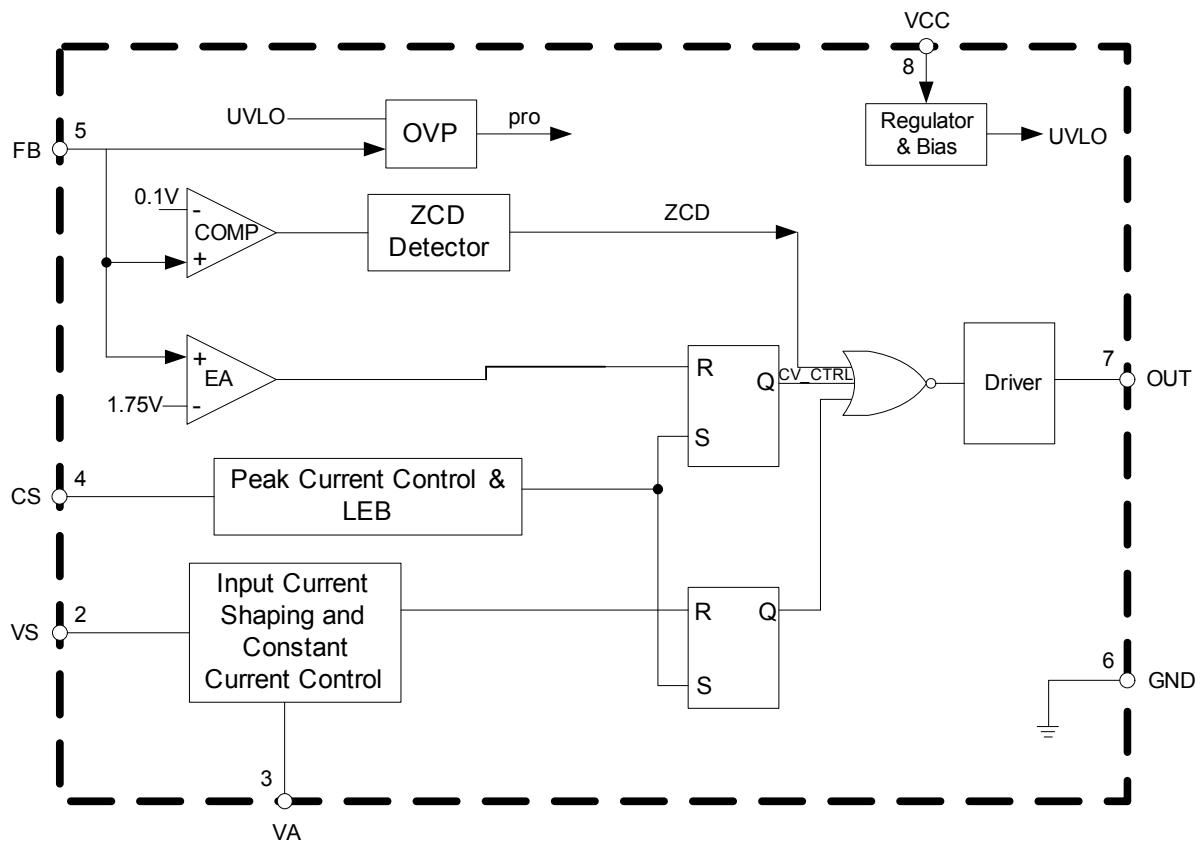 VCC
8
UVLO
OVP
pro
Regulator
& Bias
UVLO
FB
5
0.1V
-
COMP
+
ZCD
Detector
ZCD
+
EA
1.75V
-
R
Q
S
CV_CTRL
Driver
7
OUT
CS
4
Peak Current Control &
LEB
VS
2
Input Current
Shaping and
Constant
Current Control
R
Q
S
6
GND
3
VA